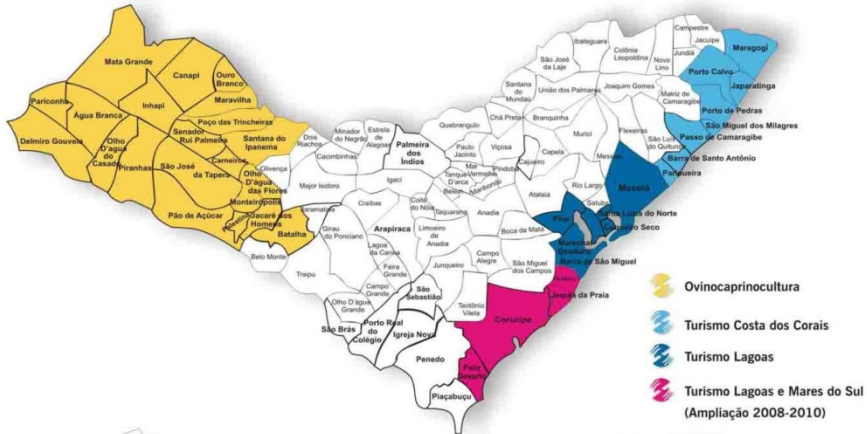 Campestre
Jacuípe
Ibateguara
Colônia
Leopoldina
Novo
Lino
Jundiá
Maragogi
São José
da Laje
Mata Grande
Canapi
Ouro
Branco
Porto Calvo
Japaratinga
Santana
do
Mundaú
União dos Palmares
Joaquim Gomes
Matriz de
Camaragibe
Pariconha
Inhapi
Maravilha
Porto de Pedras
Água Branca
Poço das Trincheiras
Quebrangulo
Chã Preta
Branquinha
São Miguel dos Milagres
Delmiro Gouveia
Olho
D'água
do
Casado
Senador
Rui Palmeira
Santana do
Ipanema
Dois
Riachos
Minador
do Negrão
Estrela
de
Alagoas
Palmeira
dos
Índios
Paulo
Jacinto
Viçosa
Murici
Flexeiras
São Luís
do Quitunde
Passo de Camaragibe
Piranhas
São José
da Tapera
Carneiros
Olivença
Cacimbinhas
Mar
Vermelho
Pindoba
Cajueiro
Capela
Messias
Barra de Santo Antônio
Paripueira
Olho
D'água
das
Flores
Major Isidoro
Igaci
Tanque
D'arca
Belém
Maribondo
Atalaia
Rio Largo
Maceió
Satuba
Pão de Açúcar
Monteirópolis
Palestina
Jacaré dos
Homens
Batalha
Jaramataia
Craíbas
Coité
do Nóia
Taquarana
Anadia
Pilar
Santa Luzia do Norte
Coqueiro Seco
Belo Monte
Girau
do Ponciano
Arapiraca
Limoeiro
de
Anadia
Boca da Mata
Marechal
Deodoro
Barra de São Miguel
Traipu
Lagoa
da Canoa
Feira
Grande
Junqueiro
Campo
Alegre
São Miguel
dos Campos
Roteiro
Jequiá da Praia
Campo
Grande
Olho D'água
Grande
São
Sebastião
Teotônio
Vilela
Coruripe
São Brás
Porto Real
do
Colégio
Igreja Nova
Penedo
Feliz
Deserto
Piaçabuçu
Ovinocaprinocultura
Turismo Costa dos Corais
Turismo Lagoas
Turismo Lagoas e Mares do Sul
(Ampliação 2008-2010)